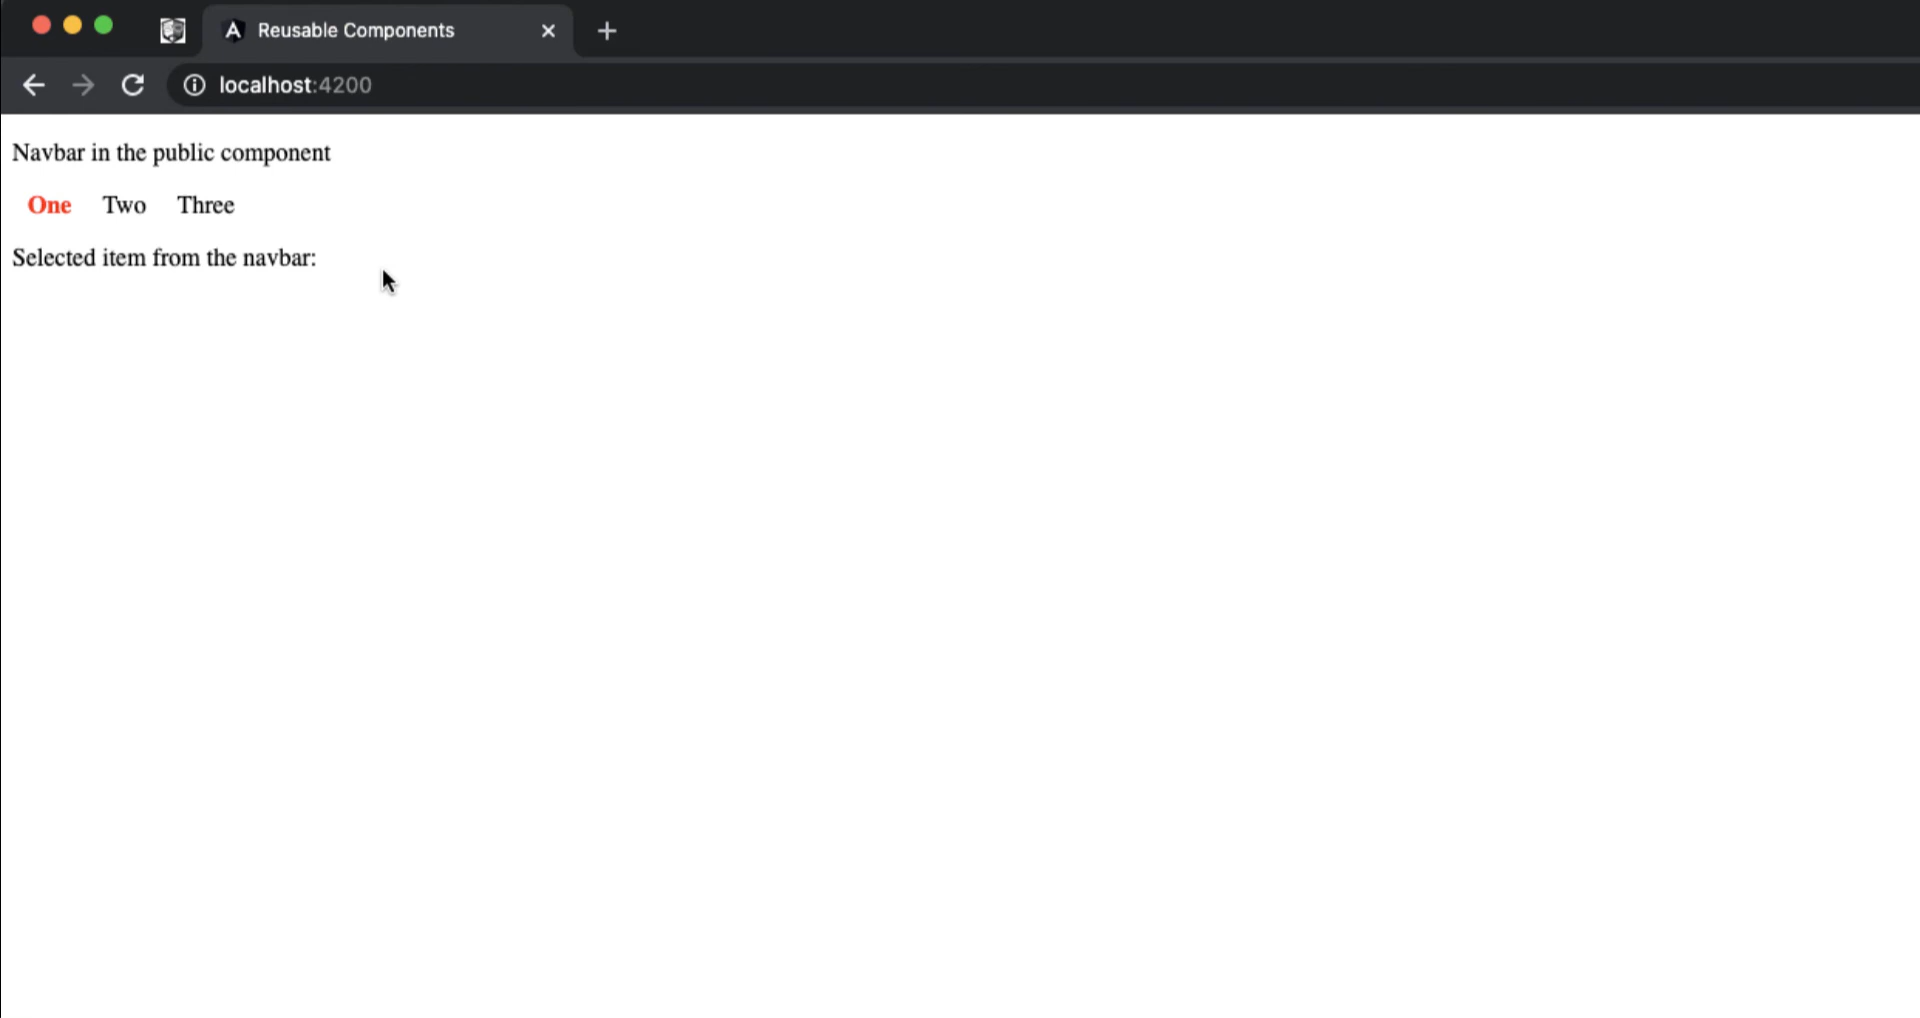 Reusable Components
localhost:4200
Navbar in the public component
One Two Three
Selected item from the navbar: